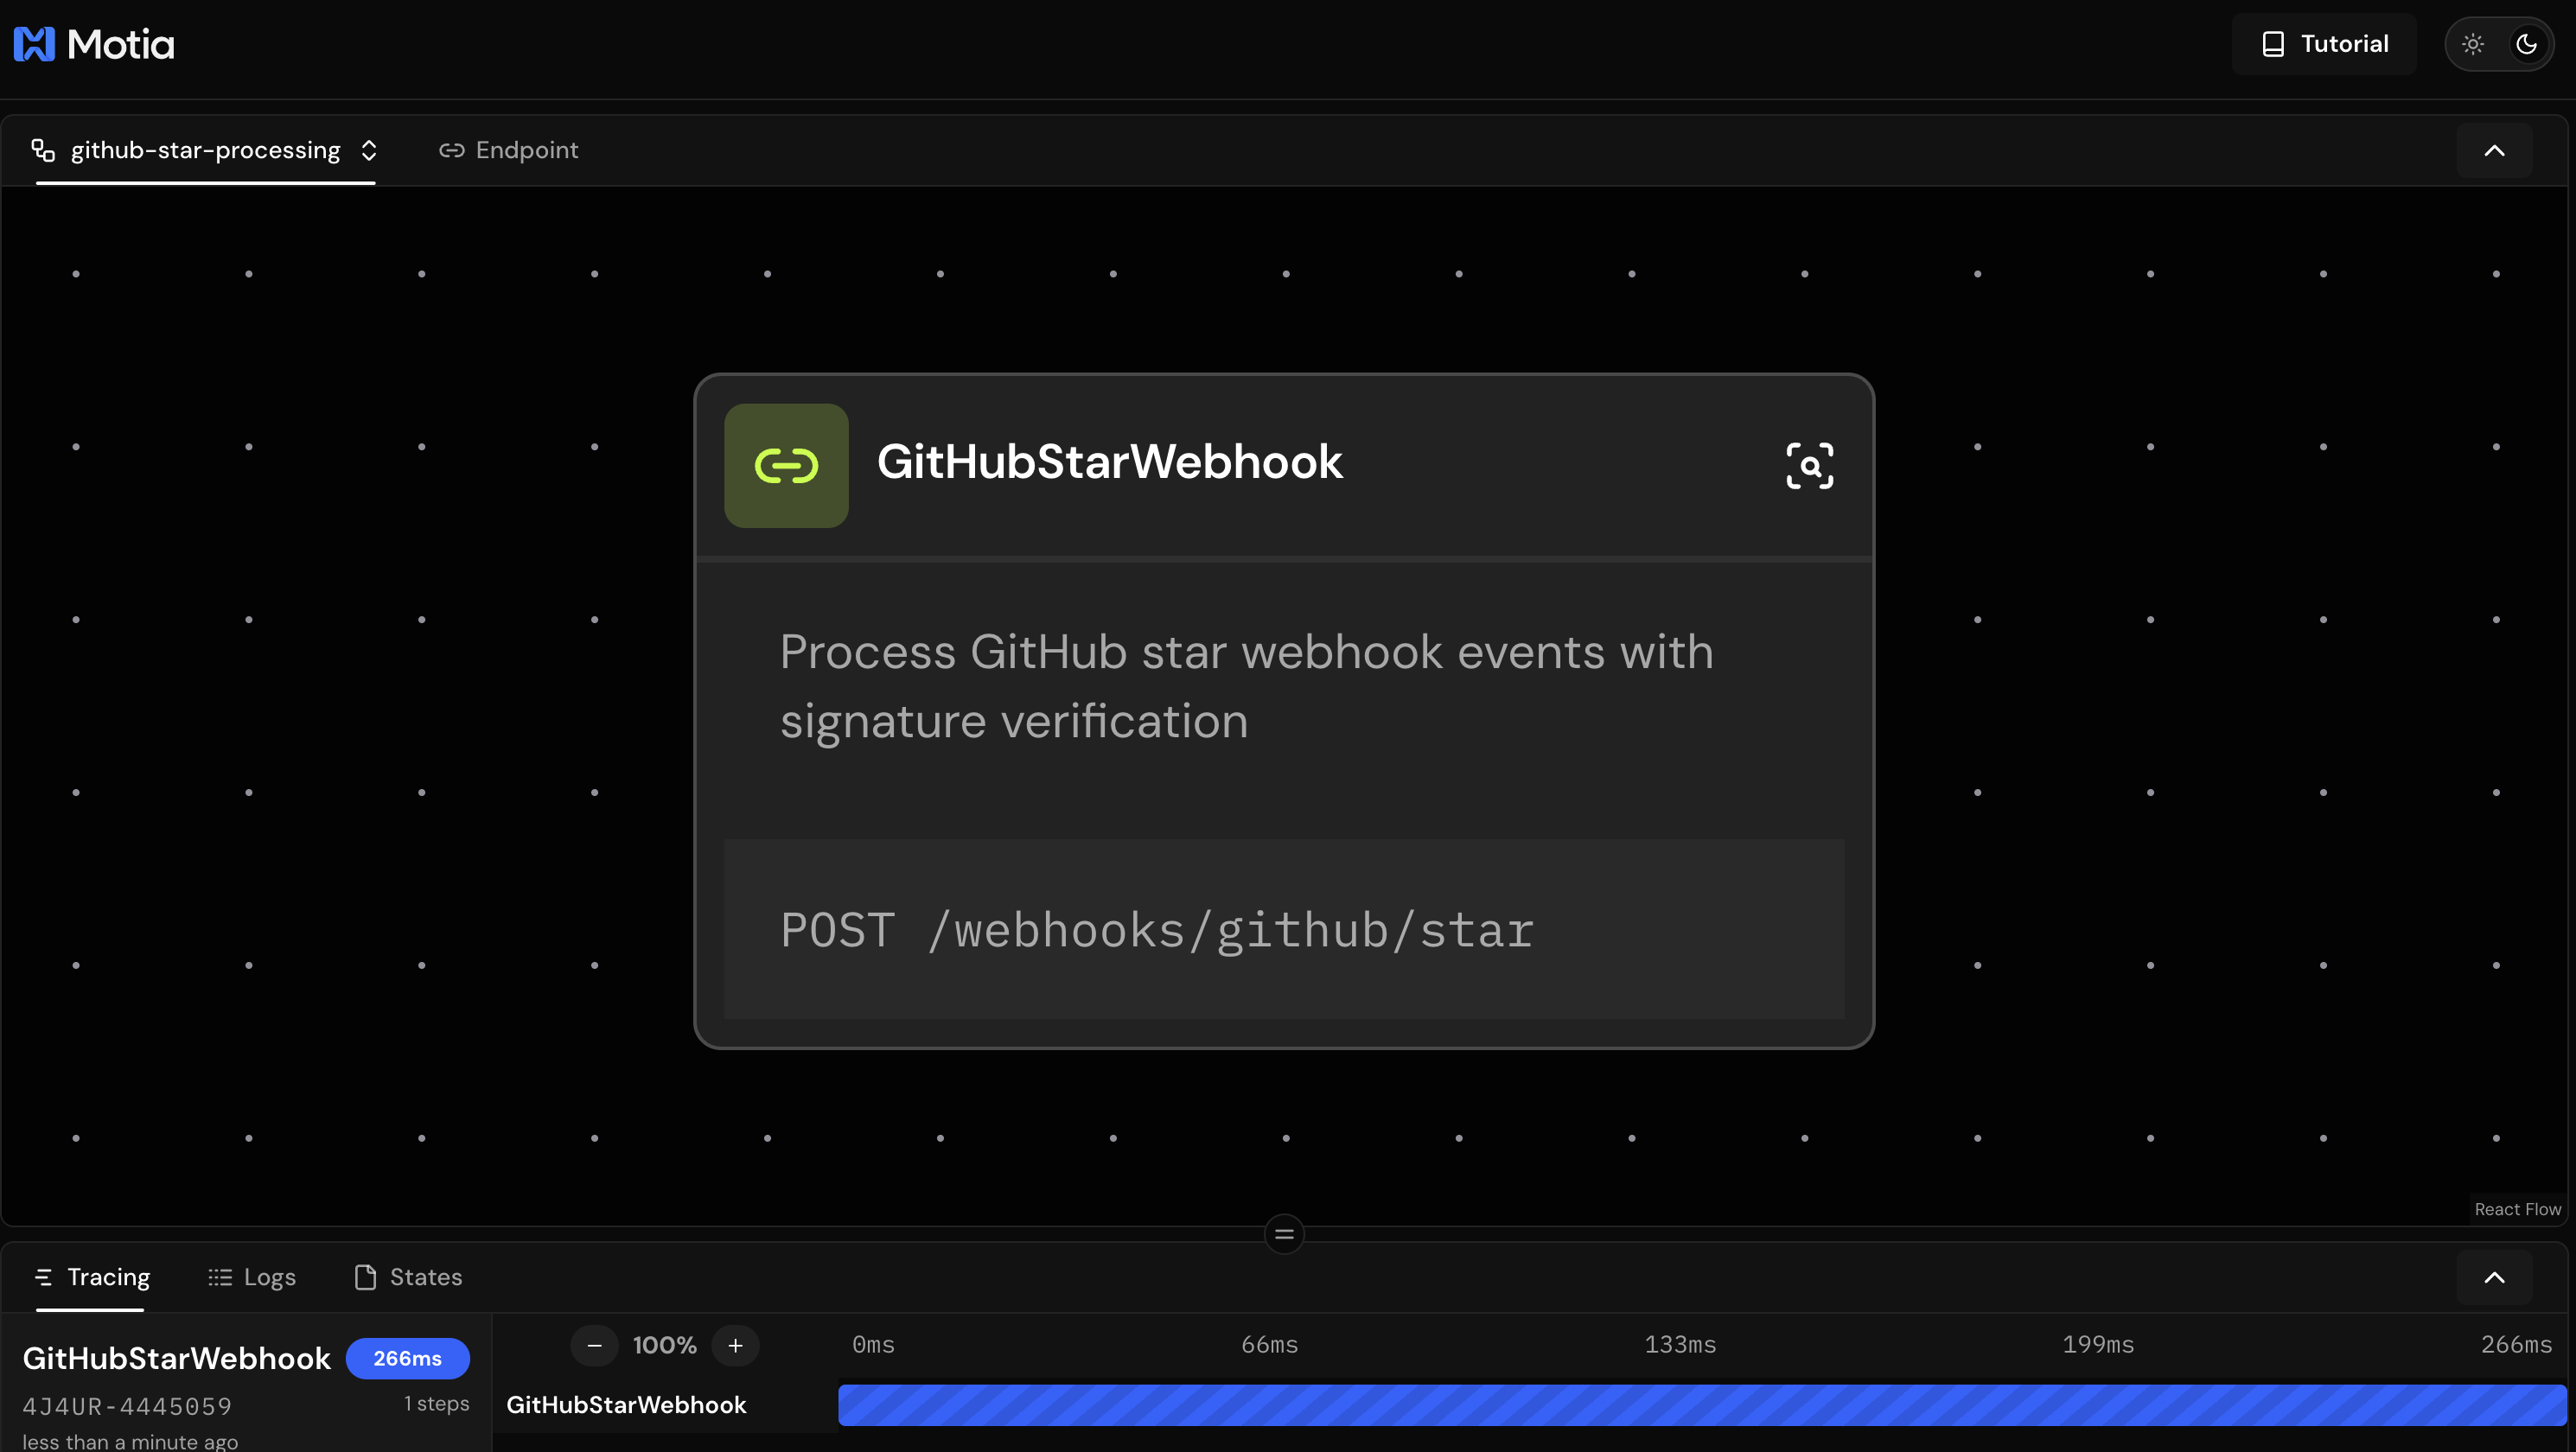 Motia
Tutorial
github-star-processing
Endpoint
GitHubStarWebhook
Process GitHub star webhook events with
signature verification
POST /webhooks/github/star
React Flow
Tracing
Logs
States
GitHubStarWebhook 266ms
4J4UR-4445059 1 steps
less than a minute ago
100%
0ms 66ms 133ms 199ms 266ms
GitHubStarWebhook